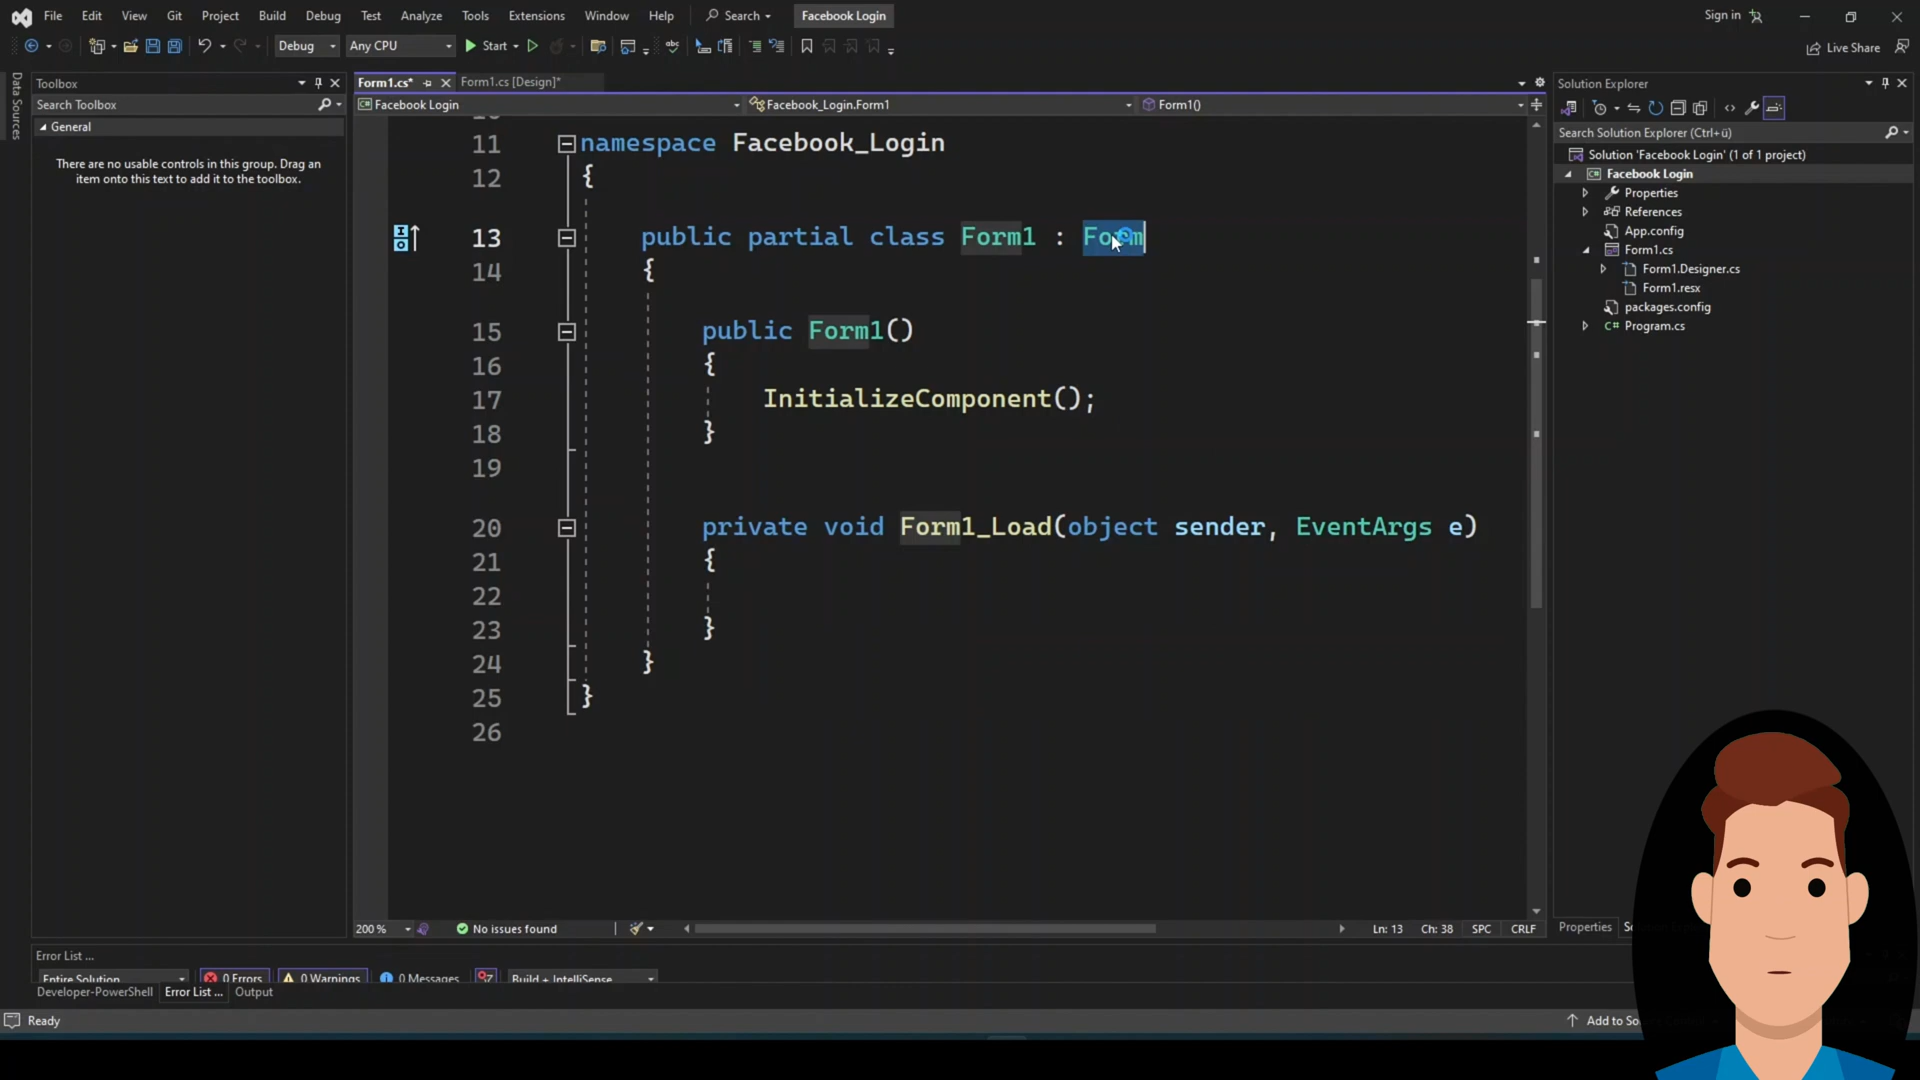 File Edit View Git Project Build Debug Test Analyze Tools Extensions Window Help Search Facebook Login Sign in
Debug Any CPU Start Live Share
Data Sources
Toolbox
Search Toolbox
General
There are no usable controls in this group. Drag an
item onto this text to add it to the toolbox.
Form1.cs* Form1.cs [Design]*
Facebook Login Facebook_Login.Form1 Form1()
11 namespace Facebook_Login
12 {
13 public partial class Form1 : Form
14 {
15 public Form1()
16 {
17 InitializeComponent();
18 }
19
20 private void Form1_Load(object sender, EventArgs e)
21 {
22
23 }
24 }
25 }
26
200 % No issues found Ln: 13 Ch: 38 SPC CRLF
Solution Explorer
Search Solution Explorer (Ctrl+ü)
Solution 'Facebook Login' (1 of 1 project)
Facebook Login
Properties
References
App.config
Form1.cs
Form1.Designer.cs
Form1.resx
packages.config
C# Program.cs
Properties
Error List ...
Entire Solution 0 Errors 0 Warnings 0 Messages Build + IntelliSense
Developer-PowerShell Error List ... Output
Ready Add to